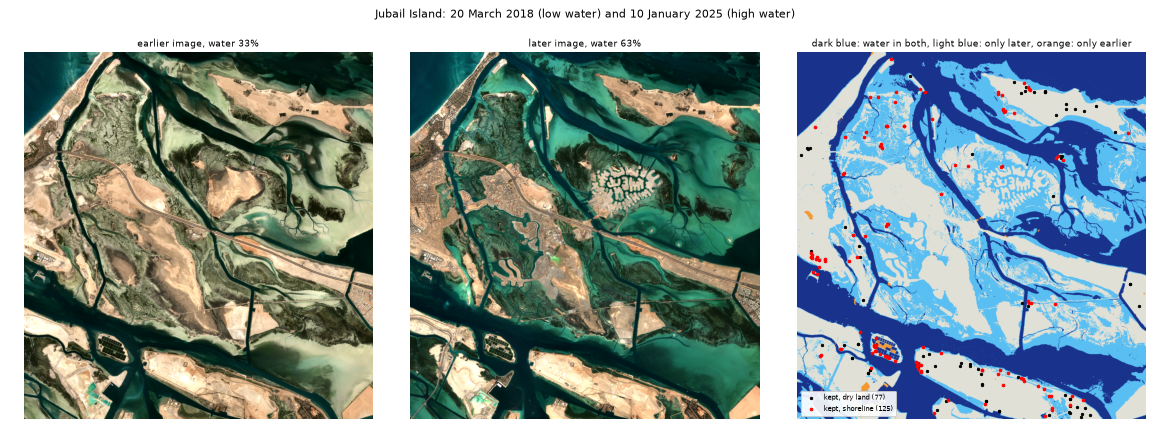 Jubail Island: 20 March 2018 (low water) and 10 January 2025 (high water)
earlier image, water 33%
later image, water 63%
dark blue: water in both, light blue: only later, orange: only earlier
kept, dry land (77)
kept, shoreline (125)